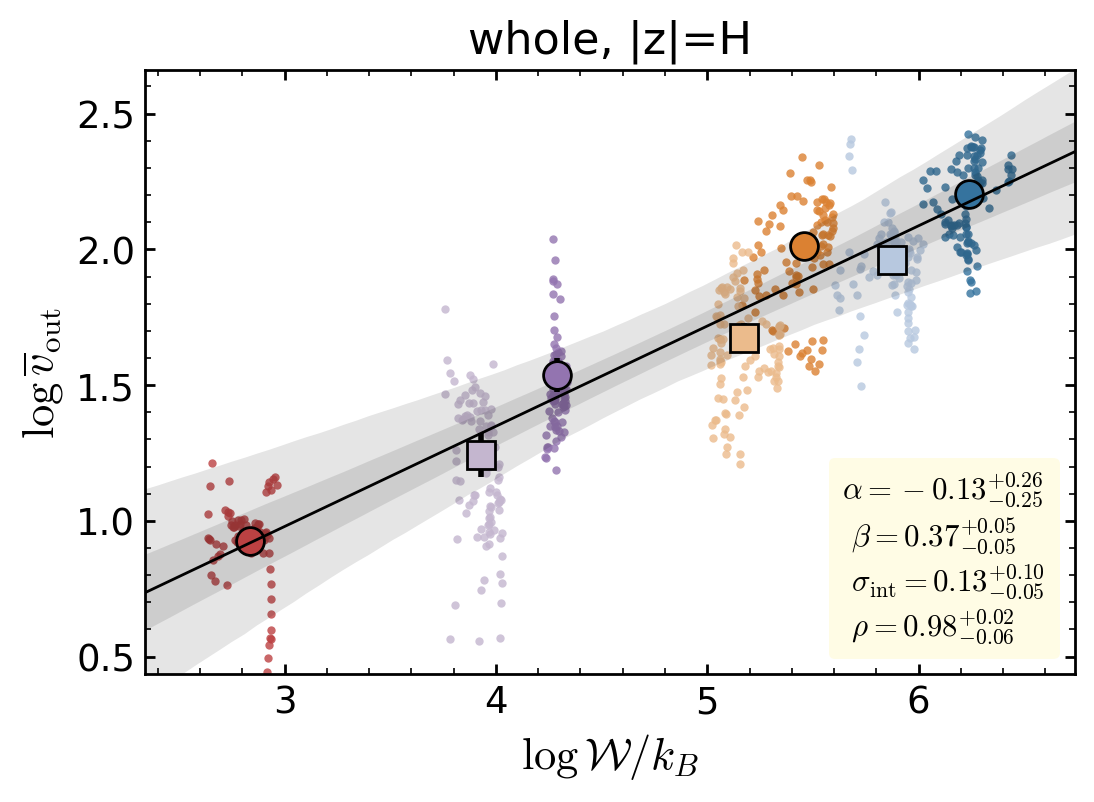 whole, |z|=H
log v̅_out
2.5
2.0
1.5
1.0
0.5
α = −0.13^{+0.26}_{−0.25}
β = 0.37^{+0.05}_{−0.05}
σ_int = 0.13^{+0.10}_{−0.05}
ρ = 0.98^{+0.02}_{−0.06}
3 4 5 6
log 𝒲/k_B